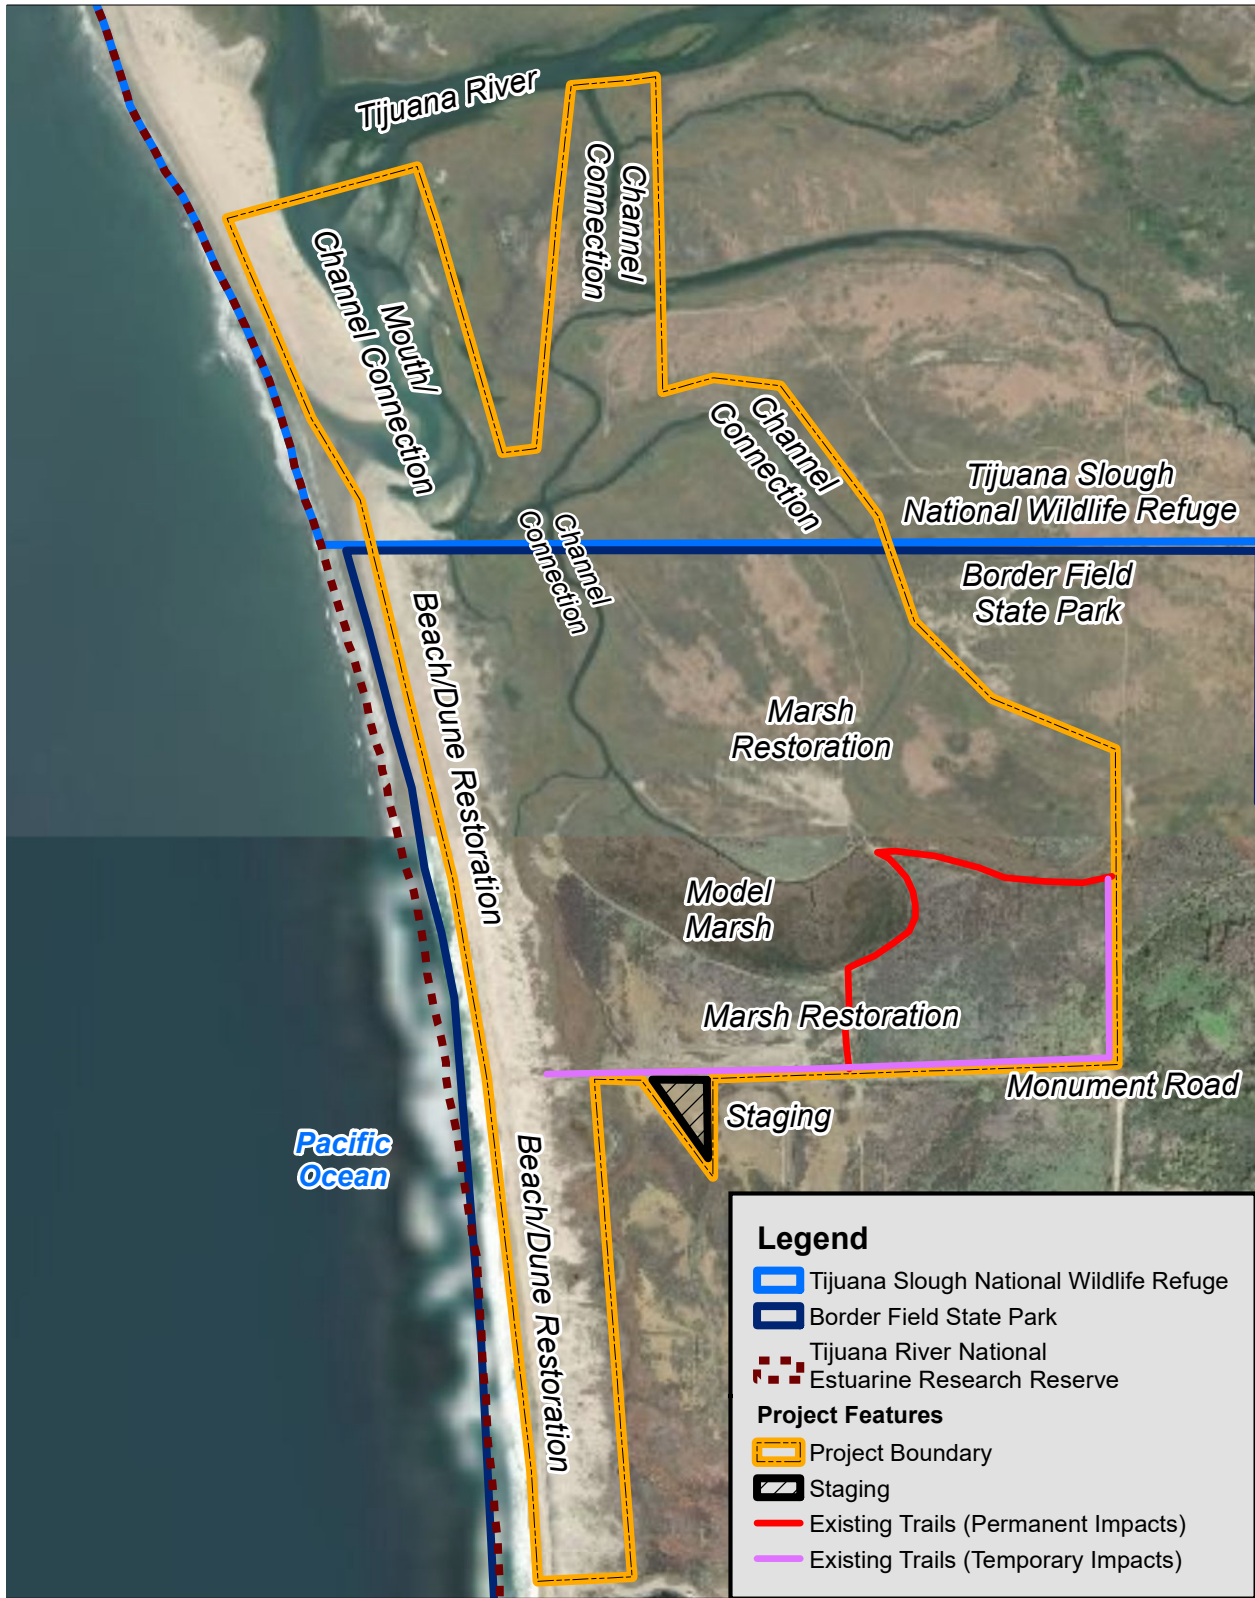 Tijuana River
Channel
Connection
Mouth/
Channel Connection
Channel
Connection
Tijuana Slough
National Wildlife Refuge
Channel
Connection
Border Field
State Park
Beach/Dune Restoration
Marsh
Restoration
Model
Marsh
Marsh Restoration
Monument Road
Staging
Pacific
Ocean
Beach/Dune Restoration
Legend
Tijuana Slough National Wildlife Refuge
Border Field State Park
Tijuana River National
Estuarine Research Reserve
Project Features
Project Boundary
Staging
Existing Trails (Permanent Impacts)
Existing Trails (Temporary Impacts)